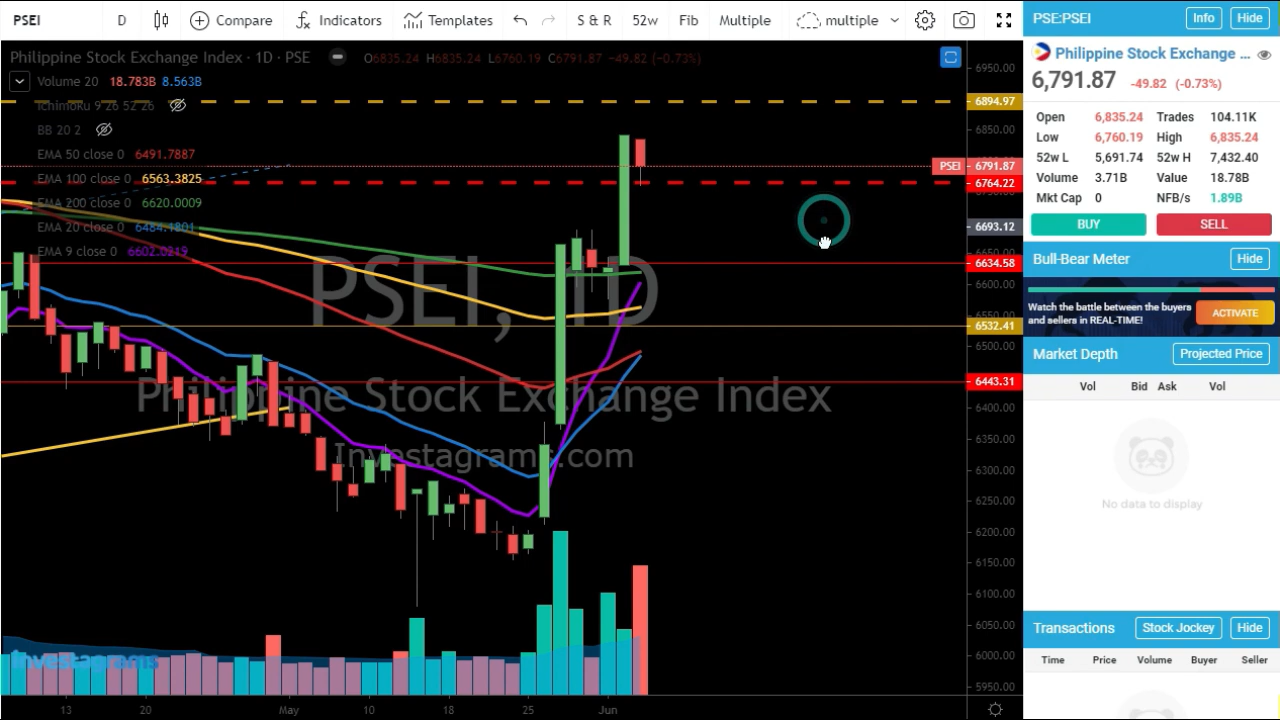 PSEI D Compare Indicators Templates S & R 52w Fib Multiple multiple
Philippine Stock Exchange Index · 1D · PSE O6835.24 H6835.24 L6760.19 C6791.87 -49.82 (-0.73%)
Volume 20 18.783B 8.563B
Ichimoku 9 26 52 26
BB 20 2
EMA 50 close 0 6491.7887
EMA 100 close 0 6563.3825
EMA 200 close 0 6620.0009
EMA 20 close 0 6484.1801
EMA 9 close 0 6602.0219
PSEI, 1D
Philippine Stock Exchange Index
Investagrams.com
Investagrams
6950.00
6894.97
6850.00
PSEI 6791.87
6764.22
6693.12
6634.58
6600.00
6532.41
6500.00
6443.31
6400.00
6350.00
6300.00
6250.00
6200.00
6150.00
6100.00
6050.00
6000.00
5950.00
13 20 May 10 18 25 Jun
PSE:PSEI Info Hide
Philippine Stock Exchange ...
6,791.87 -49.82 (-0.73%)
Open 6,835.24 Trades 104.11K
Low 6,760.19 High 6,835.24
52w L 5,691.74 52w H 7,432.40
Volume 3.71B Value 18.78B
Mkt Cap 0 NFB/s 1.89B
BUY SELL
Bull-Bear Meter Hide
Watch the battle between the buyers
and sellers in REAL-TIME!
ACTIVATE
Market Depth Projected Price
Vol Bid Ask Vol
No data to display
Transactions Stock Jockey Hide
Time Price Volume Buyer Seller